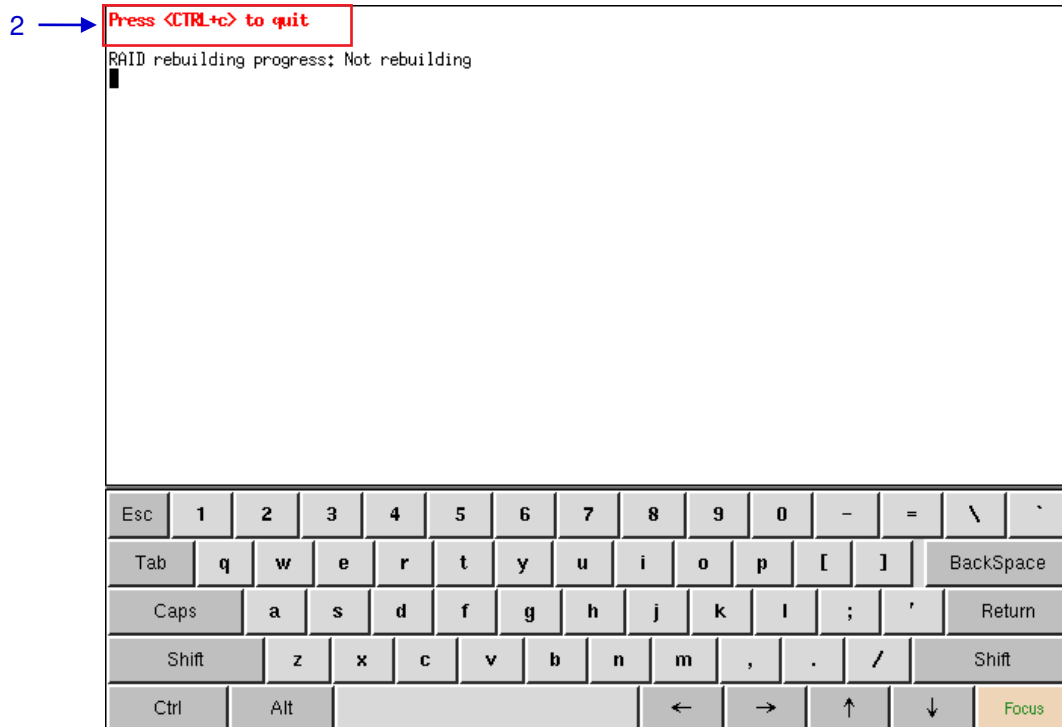 2
Press <CTRL+c> to quit
RAID rebuilding progress: Not rebuilding
Esc 1 2 3 4 5 6 7 8 9 0 - = \ `
Tab q w e r t y u i o p [ ] BackSpace
Caps a s d f g h j k l ; ' Return
Shift z x c v b n m , . / Shift
Ctrl Alt ← → ↑ ↓ Focus